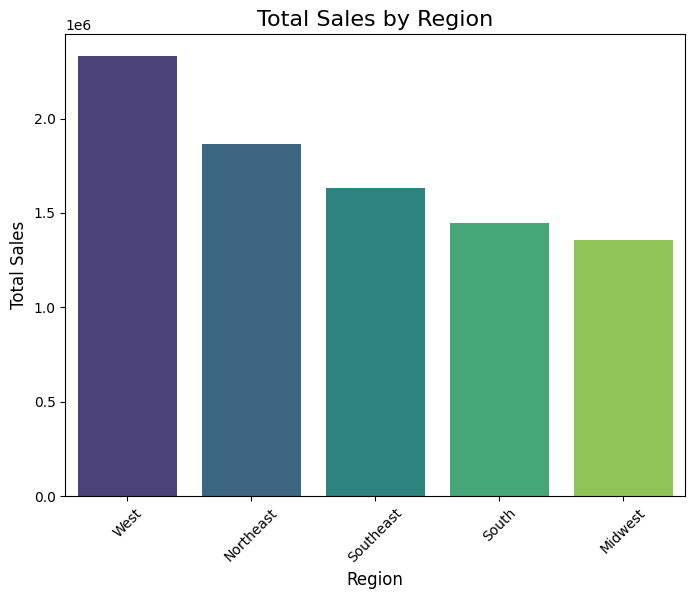 Total Sales by Region
1e6
2.0
1.5
1.0
0.5
0.0
Total Sales
West
Northeast
Southeast
South
Midwest
Region